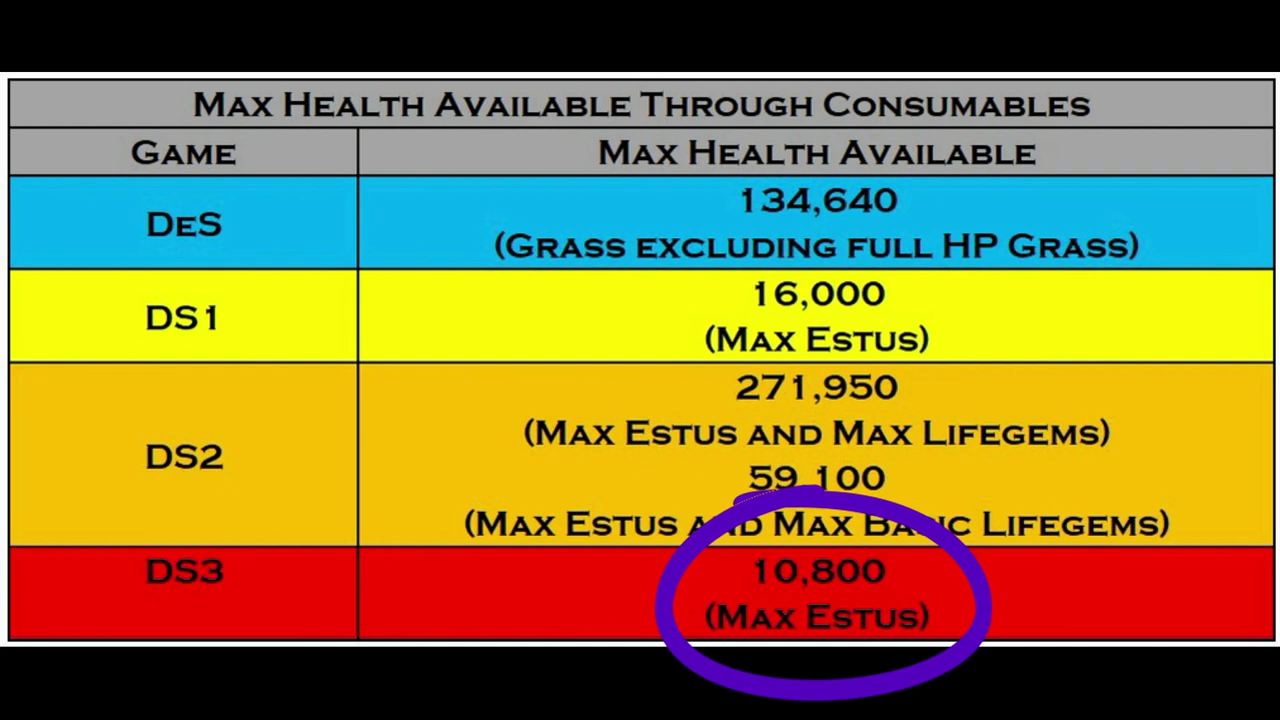 Max Health Available Through Consumables
Game Max Health Available
DeS 134,640
(Grass excluding full HP Grass)
DS1 16,000
(Max Estus)
DS2 271,950
(Max Estus and Max Lifegems)
59,100
(Max Estus and Max Basic Lifegems)
DS3 10,800
(Max Estus)